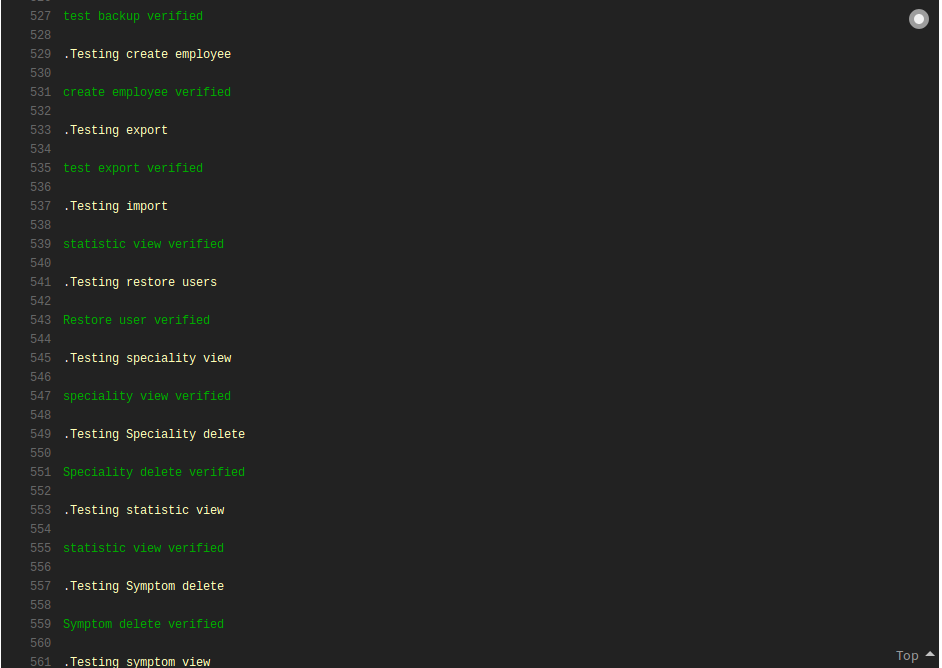 527 test backup verified
528
529 .Testing create employee
530
531 create employee verified
532
533 .Testing export
534
535 test export verified
536
537 .Testing import
538
539 statistic view verified
540
541 .Testing restore users
542
543 Restore user verified
544
545 .Testing speciality view
546
547 speciality view verified
548
549 .Testing Speciality delete
550
551 Speciality delete verified
552
553 .Testing statistic view
554
555 statistic view verified
556
557 .Testing Symptom delete
558
559 Symptom delete verified
560
561 .Testing symptom view
Top